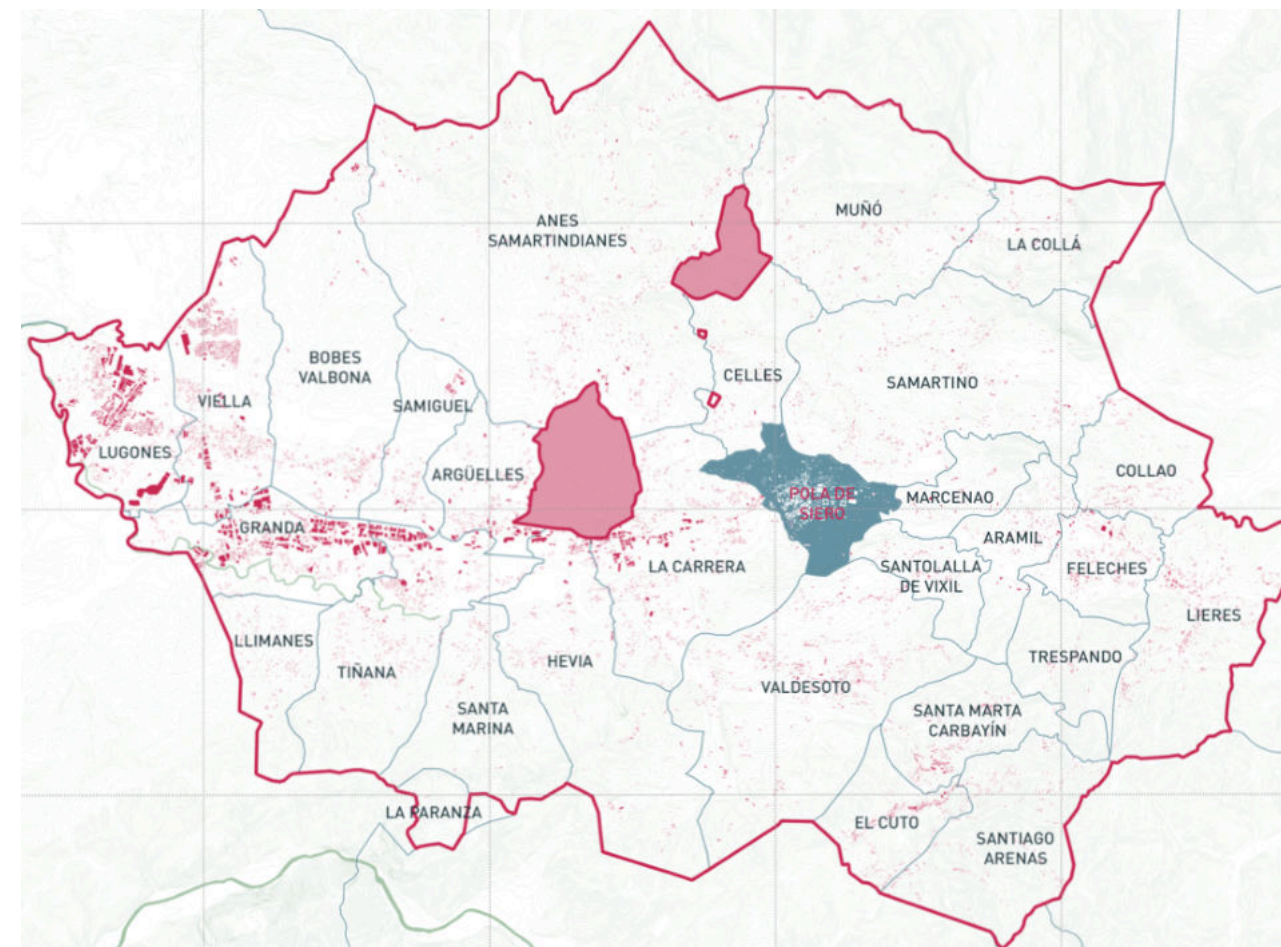 MUÑÓ
ANES
SAMARTINDIANES
LA COLLÁ
BOBES
VALBONA
CELLES
SAMARTINO
VIELLA
SAMIGUEL
LUGONES
ARGÜELLES
COLLAO
POLA DE
SIERO
MARCENAO
GRANDA
ARAMIL
LA CARRERA
SANTOLALLA
DE VIXIL
FELECHES
LIERES
LLIMANES
TIÑANA
HEVIA
TRESPANDO
VALDESOTO
SANTA
MARINA
SANTA MARTA
CARBAYÍN
LA PARANZA
EL CUTO
SANTIAGO
ARENAS